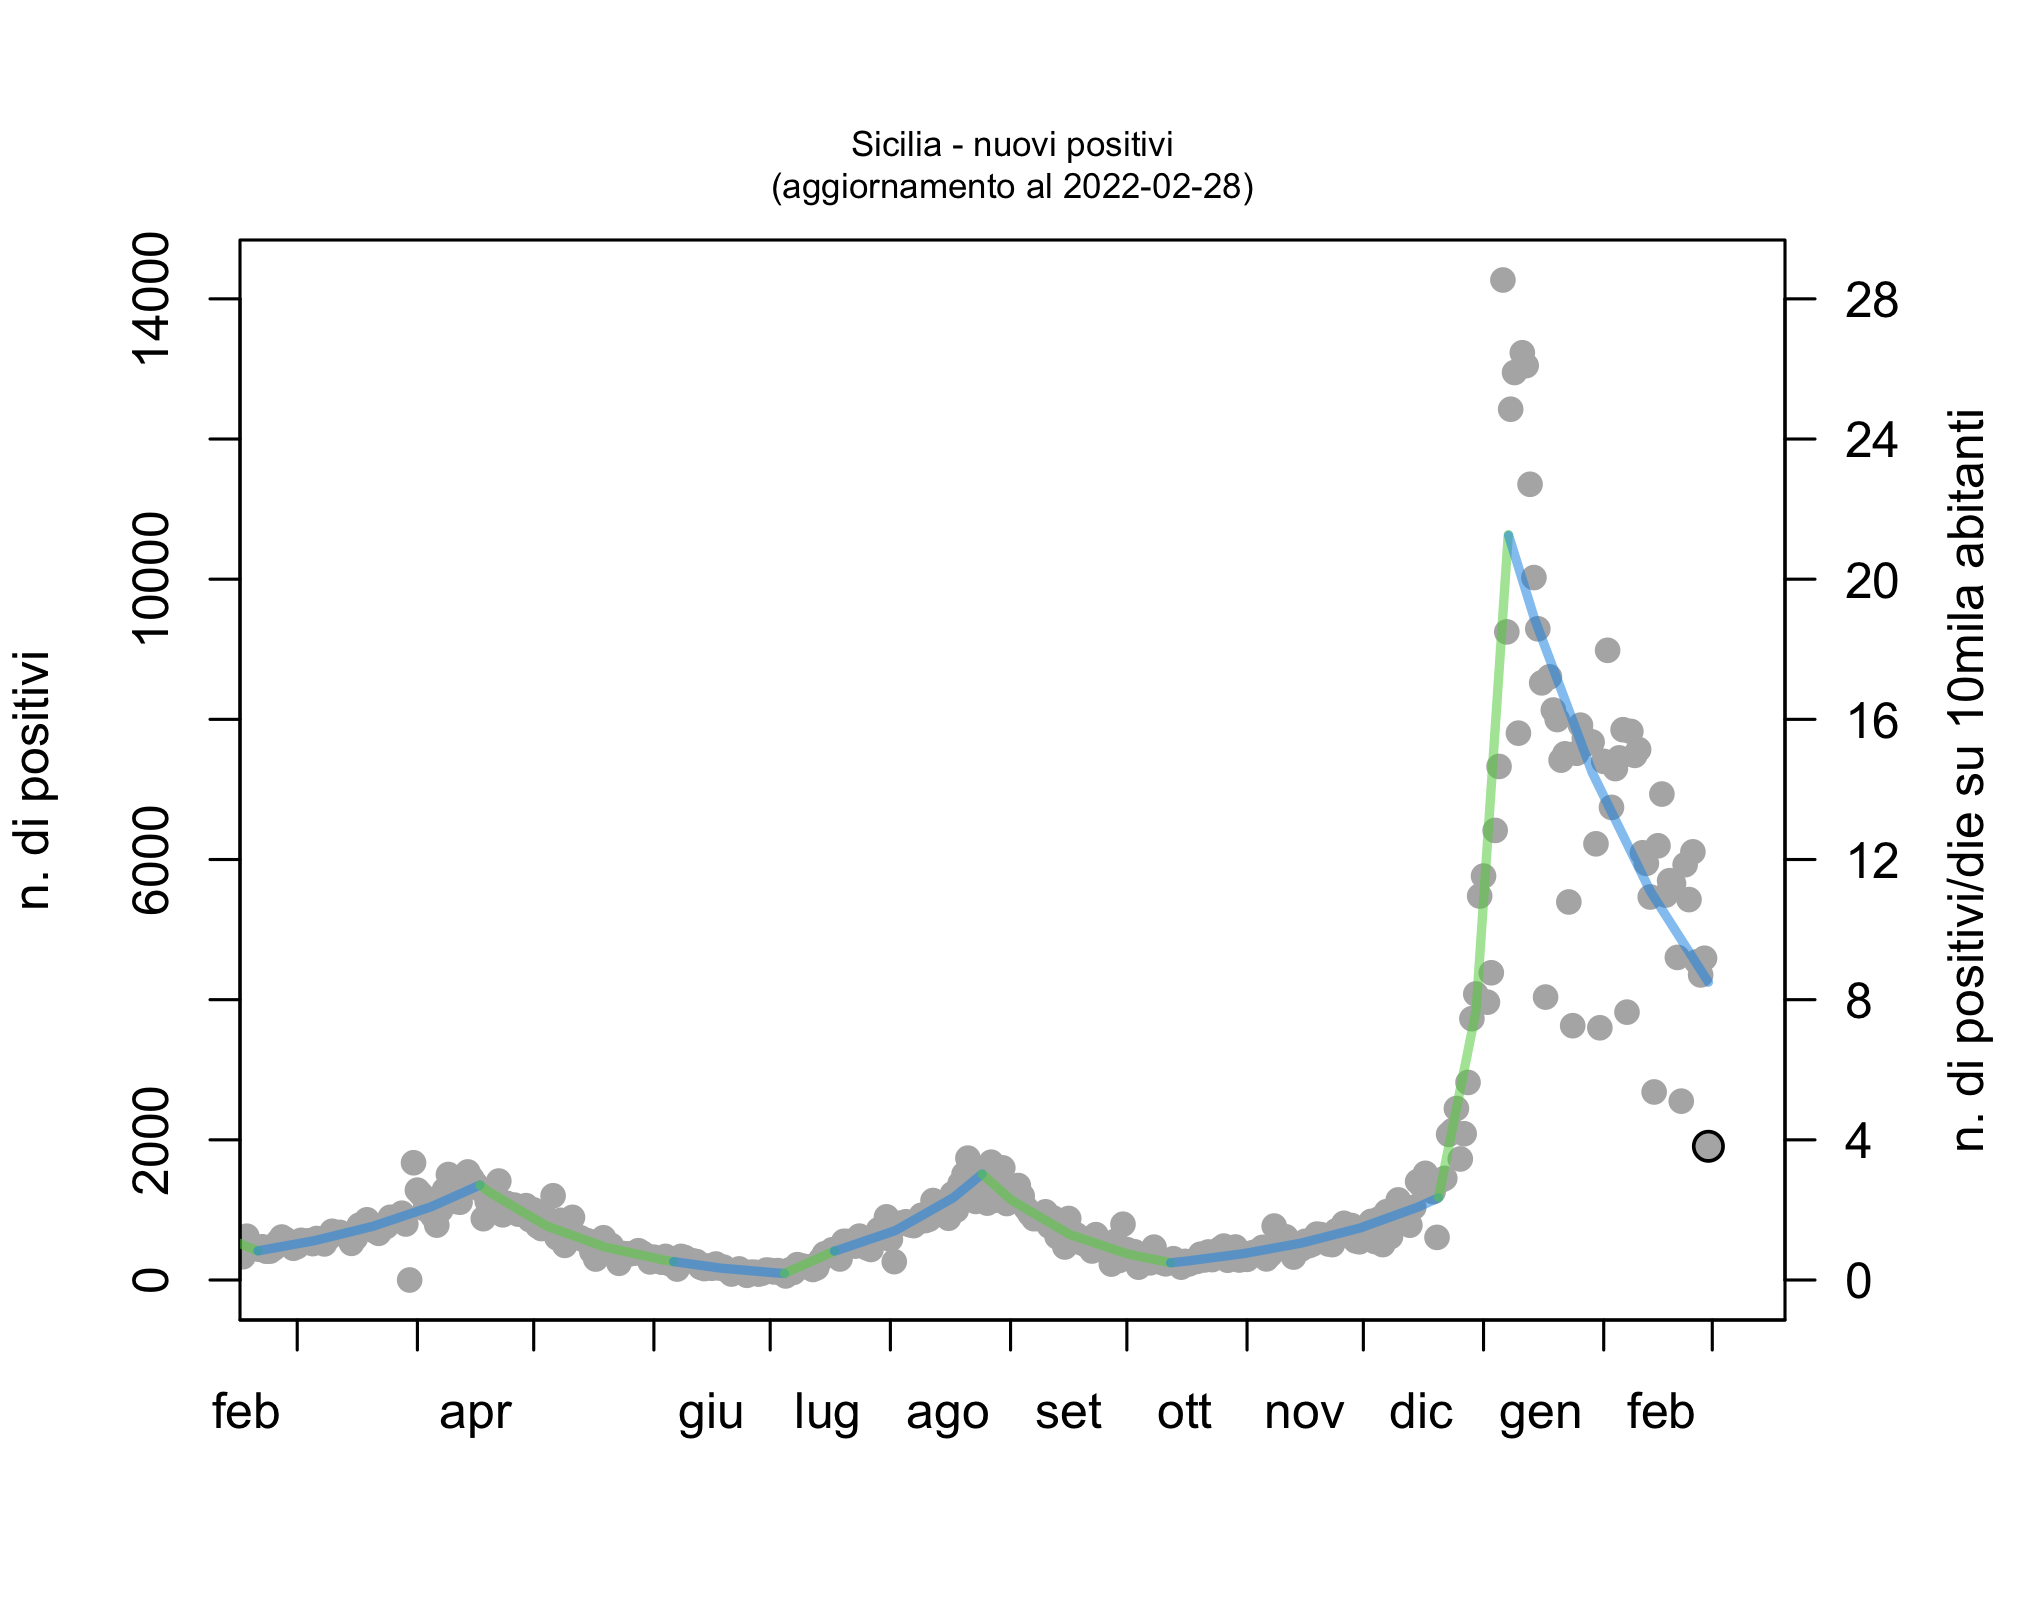 Sicilia - nuovi positivi
(aggiornamento al 2022-02-28)
n. di positivi
14000
10000
6000
2000
0
28
24
20
16
12
8
4
0
n. di positivi/die su 10mila abitanti
feb apr giu lug ago set ott nov dic gen feb